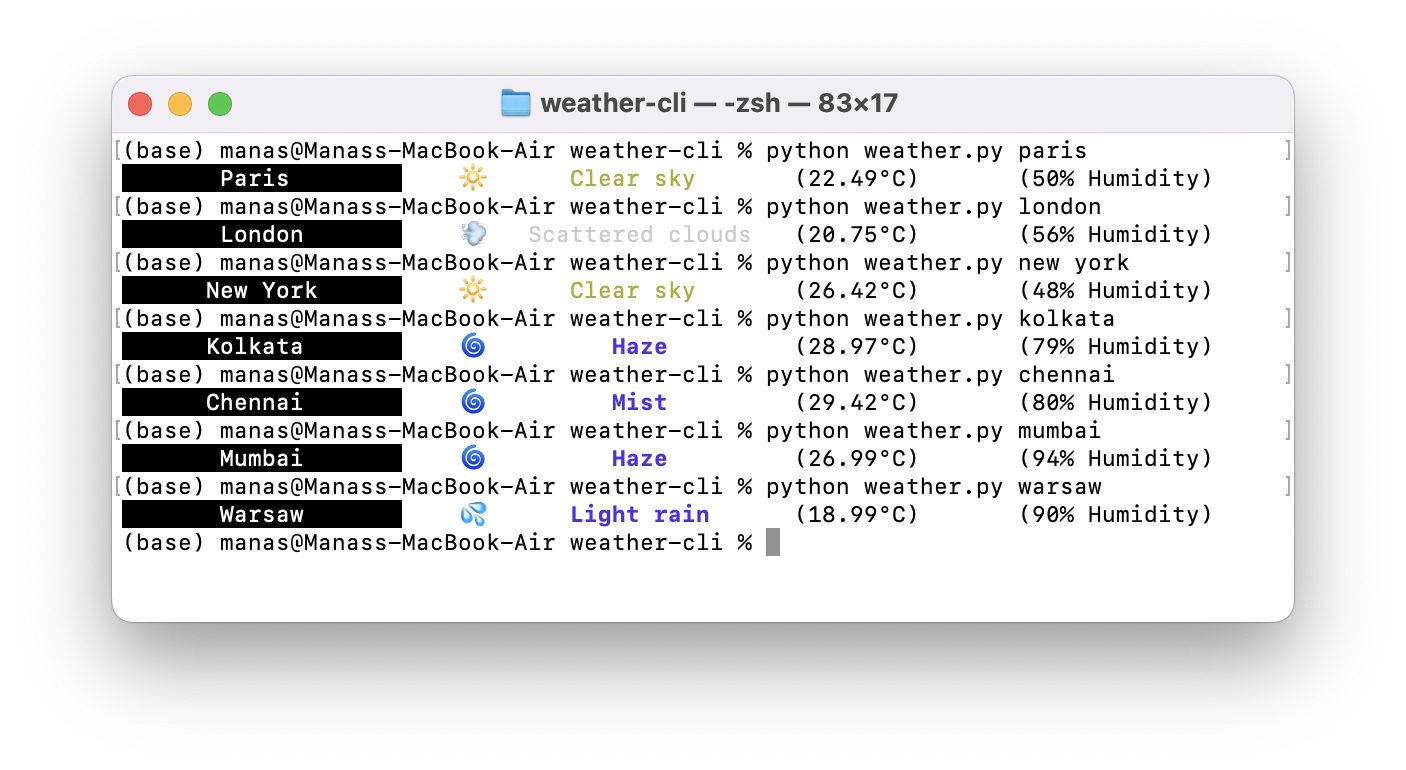 weather-cli — -zsh — 83×17
[(base) manas@Manass-MacBook-Air weather-cli % python weather.py paris ]
Paris ☀️ Clear sky (22.49°C) (50% Humidity)
[(base) manas@Manass-MacBook-Air weather-cli % python weather.py london ]
London 💨 Scattered clouds (20.75°C) (56% Humidity)
[(base) manas@Manass-MacBook-Air weather-cli % python weather.py new york ]
New York ☀️ Clear sky (26.42°C) (48% Humidity)
[(base) manas@Manass-MacBook-Air weather-cli % python weather.py kolkata ]
Kolkata 🌀 Haze (28.97°C) (79% Humidity)
[(base) manas@Manass-MacBook-Air weather-cli % python weather.py chennai ]
Chennai 🌀 Mist (29.42°C) (80% Humidity)
[(base) manas@Manass-MacBook-Air weather-cli % python weather.py mumbai ]
Mumbai 🌀 Haze (26.99°C) (94% Humidity)
[(base) manas@Manass-MacBook-Air weather-cli % python weather.py warsaw ]
Warsaw 💦 Light rain (18.99°C) (90% Humidity)
(base) manas@Manass-MacBook-Air weather-cli %